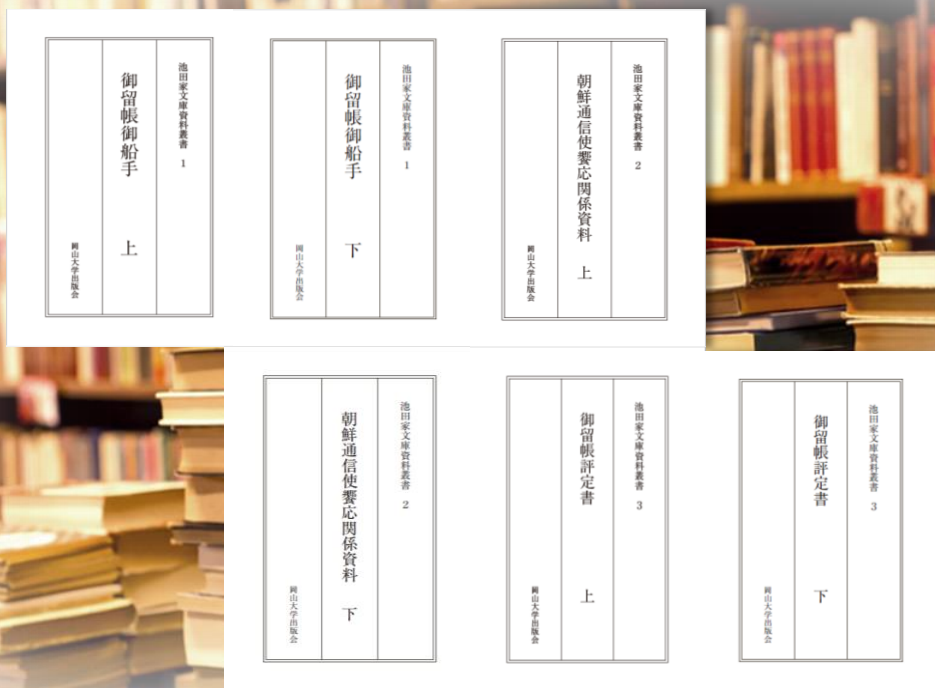 池田家文庫資料叢書 1
御留帳御船手 上
岡山大学出版会
池田家文庫資料叢書 1
御留帳御船手 下
岡山大学出版会
池田家文庫資料叢書 2
朝鮮通信使饗応関係資料 上
岡山大学出版会
池田家文庫資料叢書 2
朝鮮通信使饗応関係資料 下
岡山大学出版会
池田家文庫資料叢書 3
御留帳評定書 上
岡山大学出版会
池田家文庫資料叢書 3
御留帳評定書 下
岡山大学出版会